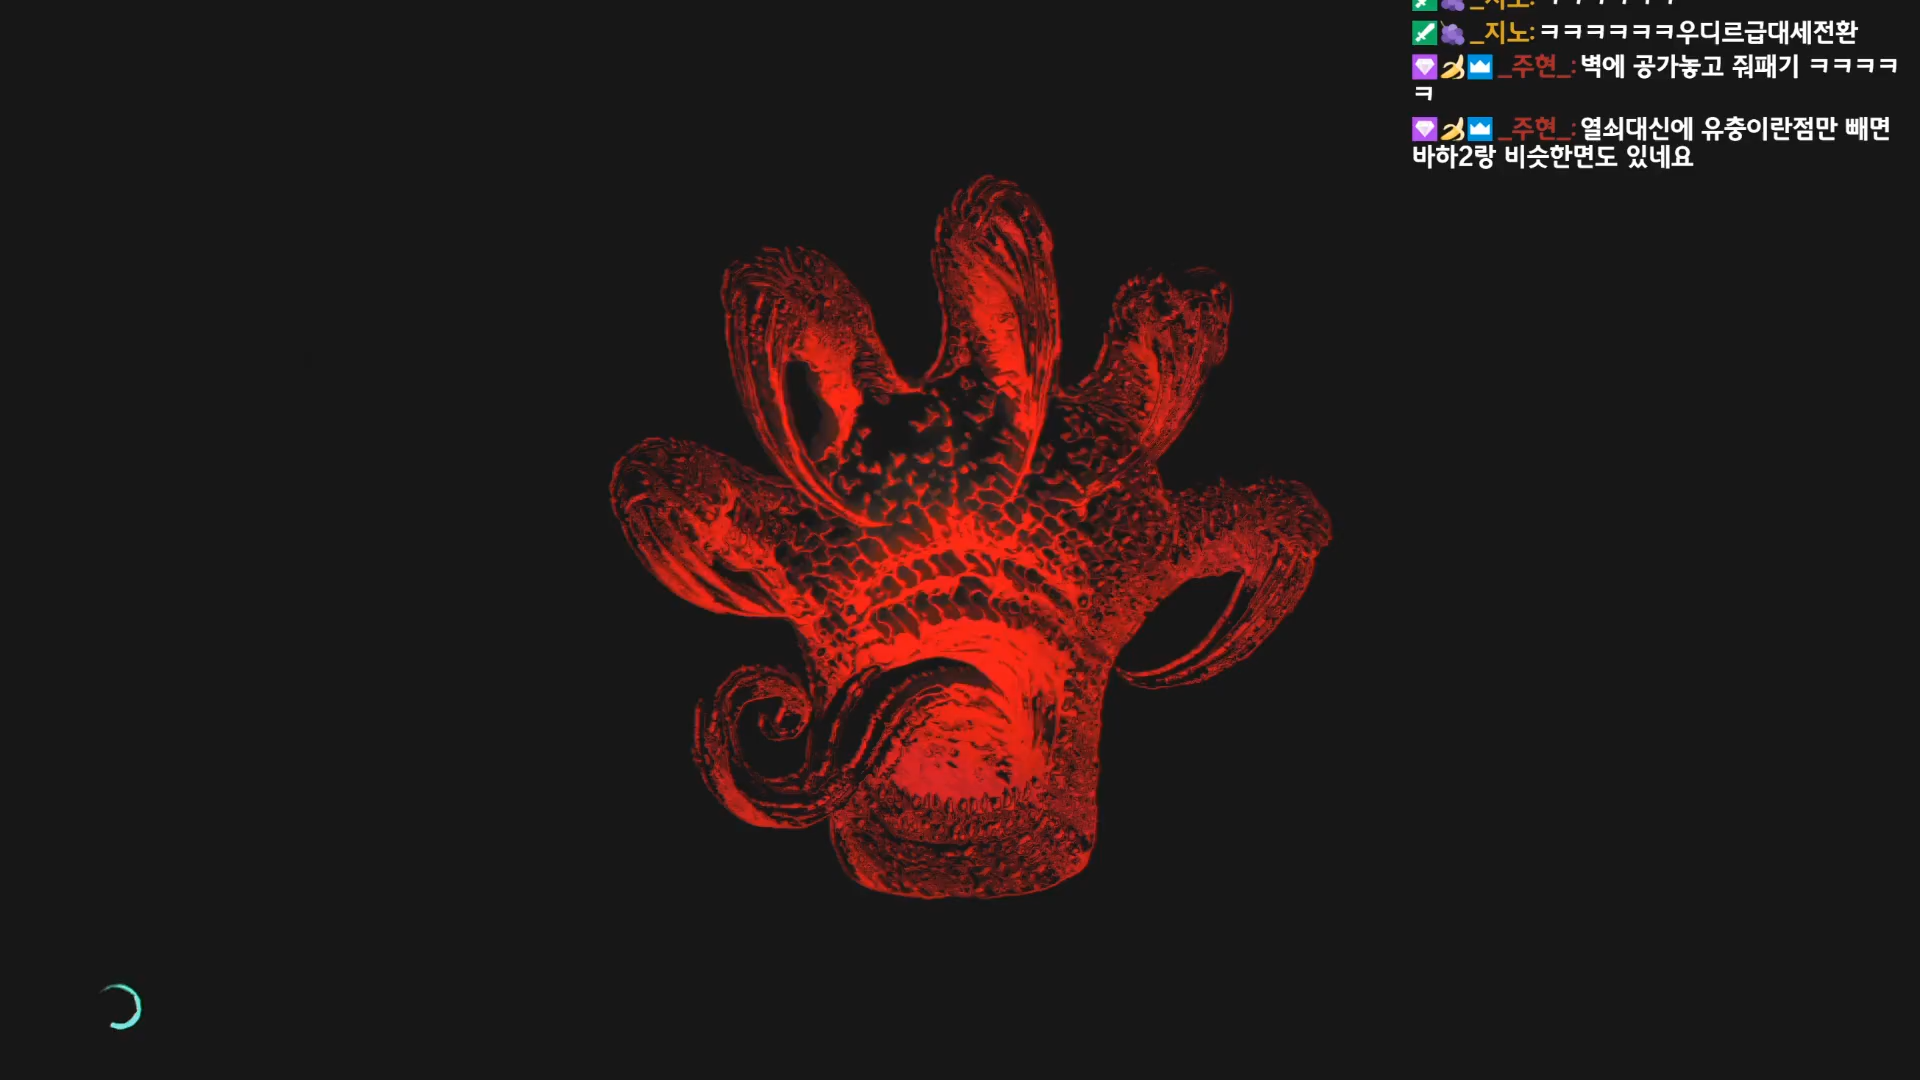 _지노:
_지노: ㅋㅋㅋㅋㅋㅋ우디르급대세전환
_주현_: 벽에 공가놓고 줘패기 ㅋㅋㅋㅋ
ㅋ
_주현_: 열쇠대신에 유충이란점만 빼면
바하2랑 비슷한면도 있네요